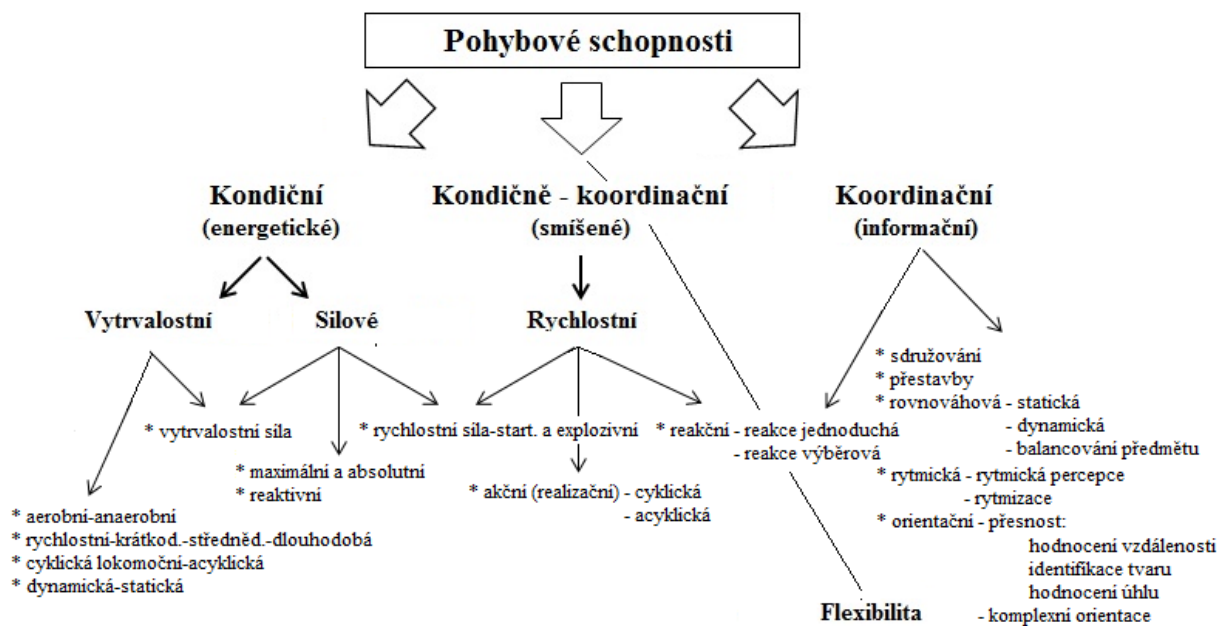 Pohybové schopnosti
Kondiční
(energetické)
Kondičně - koordinační
(smíšené)
Koordinační
(informační)
Vytrvalostní
Silové
Rychlostní
* sdružování
* přestavby
* rovnováhová - statická
- dynamická
- balancování předmětu
* rytmická - rytmická percepce
- rytmizace
* orientační - přesnost:
hodnocení vzdálenosti
identifikace tvaru
hodnocení úhlu
- komplexní orientace
* vytrvalostní síla
* rychlostní síla-start. a explozivní
* reakční - reakce jednoduchá
- reakce výběrová
* maximální a absolutní
* reaktivní
* akční (realizační) - cyklická
- acyklická
* aerobní-anaerobní
* rychlostní-krátkod.-středněd.-dlouhodobá
* cyklická lokomoční-acyklická
* dynamická-statická
Flexibilita